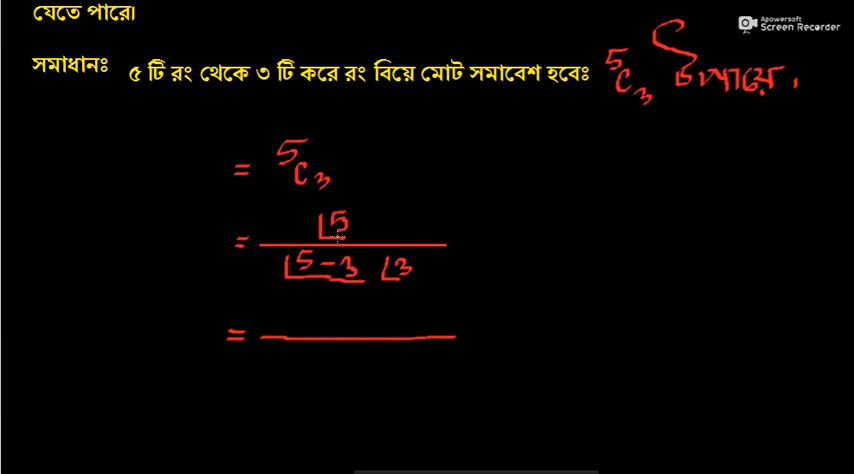 যেতে পারে।
Apowersoft
Screen Recorder
সমাধানঃ ৫ টি রং থেকে ৩ টি করে রং বিয়ে মোট সমাবেশ হবেঃ ⁵C₃ উপায়ে।
= ⁵C₃
= ∟5
∟5-3 ∟3
=